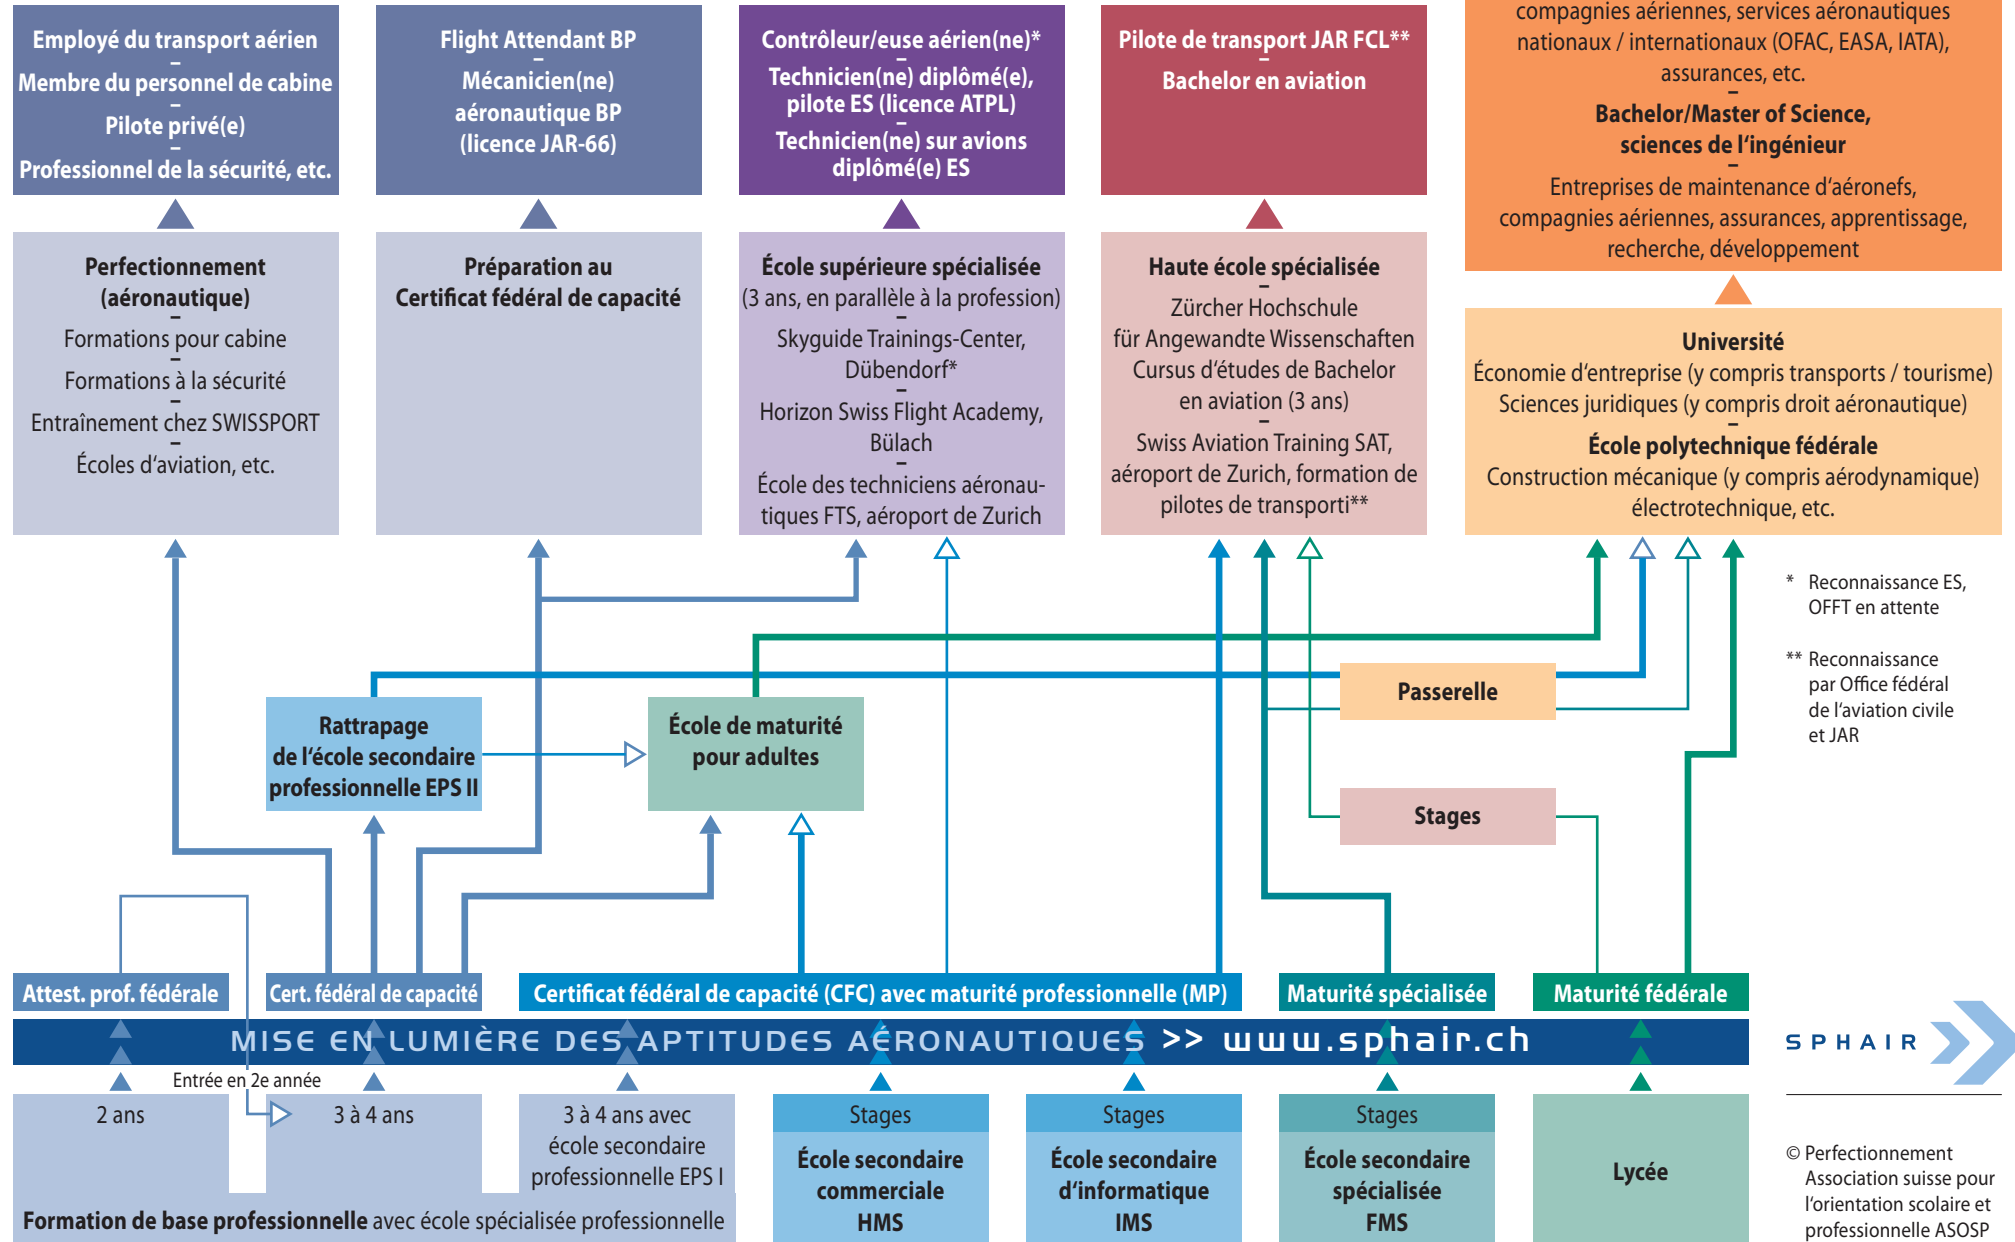 Employé du transport aérien
–
Membre du personnel de cabine
–
Pilote privé(e)
–
Professionnel de la sécurité, etc.
Flight Attendant BP
–
Mécanicien(ne)
aéronautique BP
(licence JAR-66)
Contrôleur/euse aérien(ne)*
–
Technicien(ne) diplômé(e),
pilote ES (licence ATPL)
–
Technicien(ne) sur avions
diplômé(e) ES
Pilote de transport JAR FCL**
–
Bachelor en aviation
compagnies aériennes, services aéronautiques
nationaux / internationaux (OFAC, EASA, IATA),
assurances, etc.
–
Bachelor/Master of Science,
sciences de l‘ingénieur
–
Entreprises de maintenance d‘aéronefs,
compagnies aériennes, assurances, apprentissage,
recherche, développement
Perfectionnement
(aéronautique)
–
Formations pour cabine
–
Formations à la sécurité
–
Entraînement chez SWISSPORT
–
Écoles d‘aviation, etc.
Préparation au
Certificat fédéral de capacité
École supérieure spécialisée
(3 ans, en parallèle à la profession)
–
Skyguide Trainings-Center,
Dübendorf*
–
Horizon Swiss Flight Academy,
Bülach
–
École des techniciens aéronau-
tiques FTS, aéroport de Zurich
Haute école spécialisée
–
Zürcher Hochschule
für Angewandte Wissenschaften
Cursus d‘études de Bachelor
en aviation (3 ans)
–
Swiss Aviation Training SAT,
aéroport de Zurich, formation de
pilotes de transporti**
Université
Économie d‘entreprise (y compris transports / tourisme)
Sciences juridiques (y compris droit aéronautique)
–
École polytechnique fédérale
Construction mécanique (y compris aérodynamique)
électrotechnique, etc.
* Reconnaissance ES,
OFFT en attente
** Reconnaissance
par Office fédéral
de l‘aviation civile
et JAR
Passerelle
Rattrapage
de l‘école secondaire
professionnelle EPS II
École de maturité
pour adultes
Stages
Attest. prof. fédérale
Cert. fédéral de capacité
Certificat fédéral de capacité (CFC) avec maturité professionnelle (MP)
Maturité spécialisée
Maturité fédérale
MISE EN LUMIÈRE DES APTITUDES AÉRONAUTIQUES >> www.sphair.ch
SPHAIR
Entrée en 2e année
2 ans
3 à 4 ans
3 à 4 ans avec
école secondaire
professionnelle EPS I
Formation de base professionnelle avec école spécialisée professionnelle
Stages
École secondaire
commerciale
HMS
Stages
École secondaire
d‘informatique
IMS
Stages
École secondaire
spécialisée
FMS
Lycée
© Perfectionnement
Association suisse pour
l‘orientation scolaire et
professionnelle ASOSP